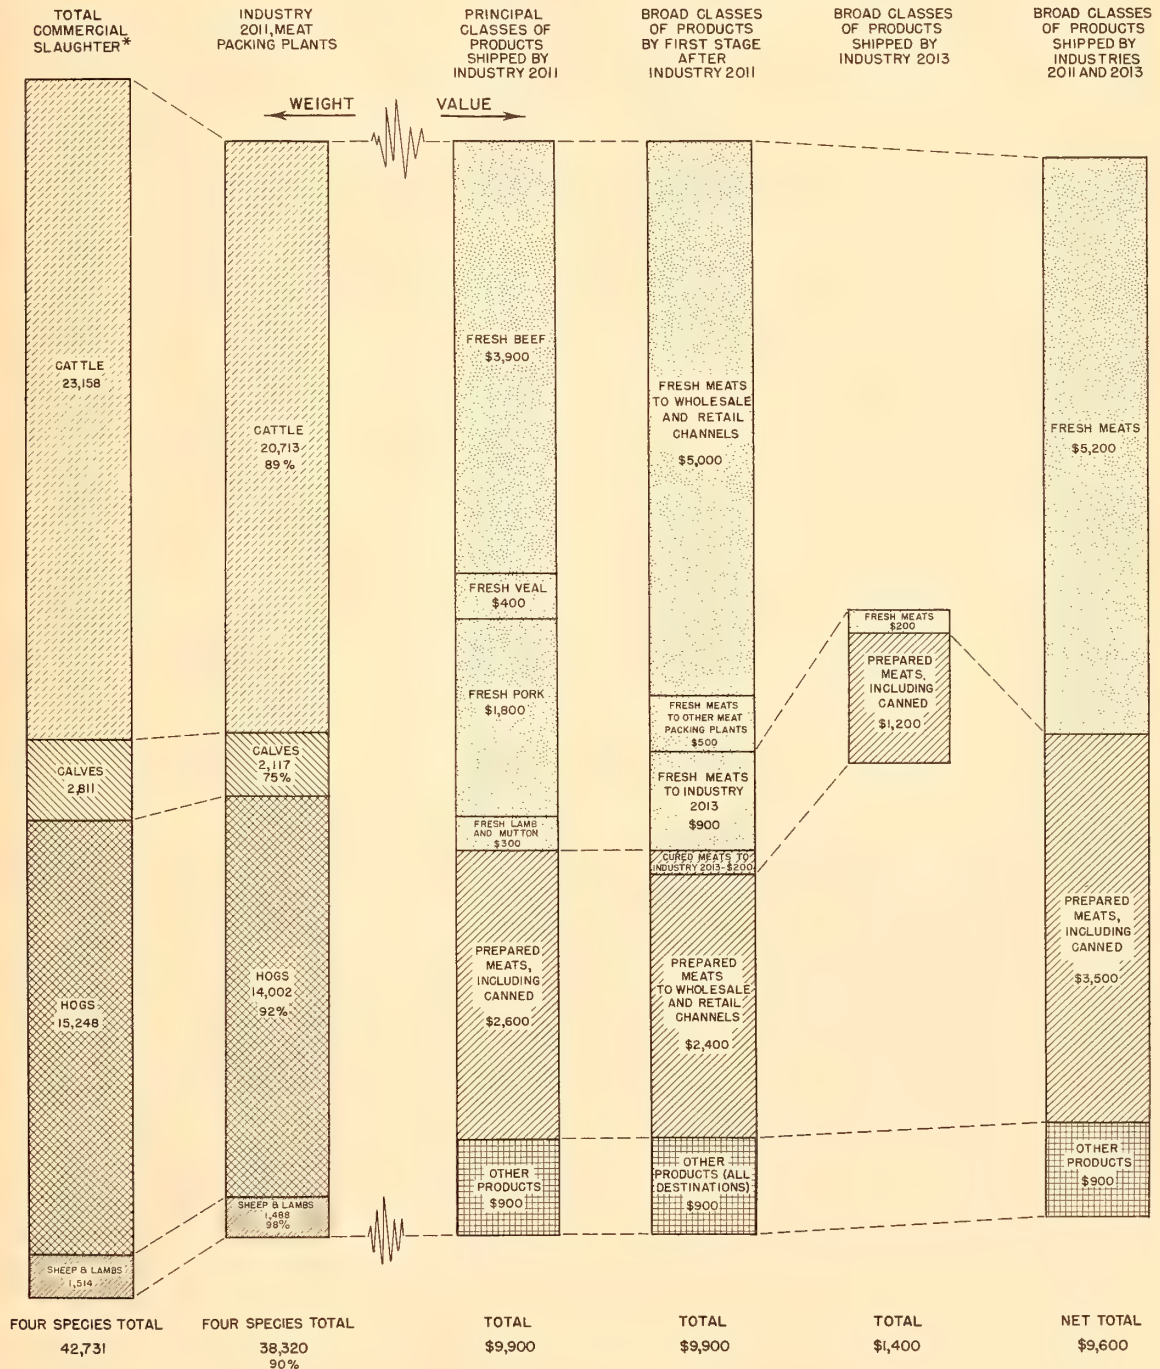 TOTAL
COMMERCIAL
SLAUGHTER*
INDUSTRY
2011, MEAT
PACKING PLANTS
PRINCIPAL
CLASSES OF
PRODUCTS
SHIPPED BY
INDUSTRY 2011
BROAD CLASSES
OF PRODUCTS
BY FIRST STAGE
AFTER
INDUSTRY 2011
BROAD CLASSES
OF PRODUCTS
SHIPPED BY
INDUSTRY 2013
BROAD CLASSES
OF PRODUCTS
SHIPPED BY
INDUSTRIES
2011 AND 2013
WEIGHT
VALUE
CATTLE
23,158
CALVES
2,811
HOGS
15,248
SHEEP & LAMBS
1,514
CATTLE
20,713
89%
CALVES
2,117
75%
HOGS
14,002
92%
SHEEP & LAMBS
1,488
98%
FRESH BEEF
$3,900
FRESH VEAL
$400
FRESH PORK
$1,800
FRESH LAMB
AND MUTTON
$300
PREPARED
MEATS,
INCLUDING
CANNED
$2,600
OTHER
PRODUCTS
$900
FRESH MEATS
TO WHOLESALE
AND RETAIL
CHANNELS
$5,000
FRESH MEATS
TO OTHER MEAT
PACKING PLANTS
$500
FRESH MEATS
TO INDUSTRY
2013
$900
CURED MEATS TO
INDUSTRY 2013-$200
PREPARED
MEATS
TO WHOLESALE
AND RETAIL
CHANNELS
$2,400
OTHER
PRODUCTS (ALL
DESTINATIONS)
$900
FRESH MEATS
$200
PREPARED
MEATS,
INCLUDING
CANNED
$1,200
FRESH MEATS
$5,200
PREPARED
MEATS,
INCLUDING
CANNED
$3,500
OTHER
PRODUCTS
$900
FOUR SPECIES TOTAL
42,731
FOUR SPECIES TOTAL
38,320
90%
TOTAL
$9,900
TOTAL
$9,900
TOTAL
$1,400
NET TOTAL
$9,600